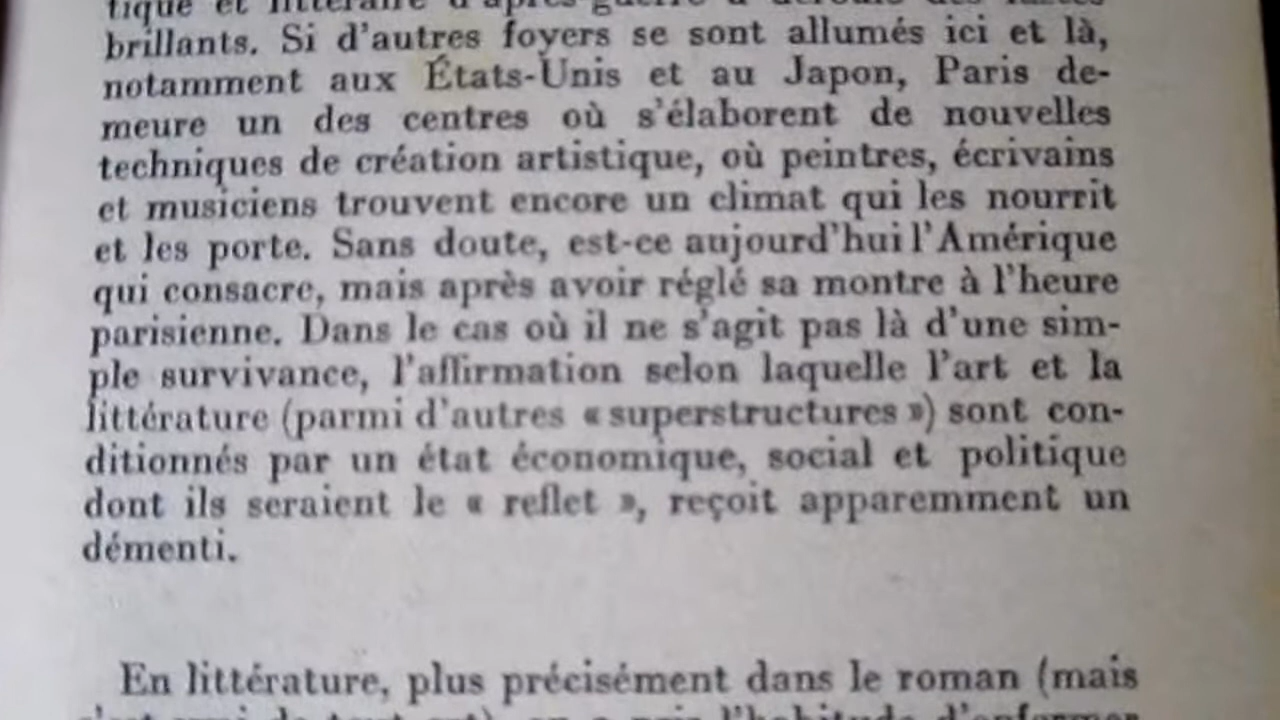 tique et littéraire d'après-guerre
brillants. Si d'autres foyers se sont allumés ici et là,
notamment aux États-Unis et au Japon, Paris de-
meure un des centres où s'élaborent de nouvelles
techniques de création artistique, où peintres, écrivains
et musiciens trouvent encore un climat qui les nourrit
et les porte. Sans doute, est-ce aujourd'hui l'Amérique
qui consacre, mais après avoir réglé sa montre à l'heure
parisienne. Dans le cas où il ne s'agit pas là d'une sim-
ple survivance, l'affirmation selon laquelle l'art et la
littérature (parmi d'autres « superstructures ») sont con-
ditionnés par un état économique, social et politique
dont ils seraient le « reflet », reçoit apparemment un
démenti.
En littérature, plus précisément dans le roman (mais